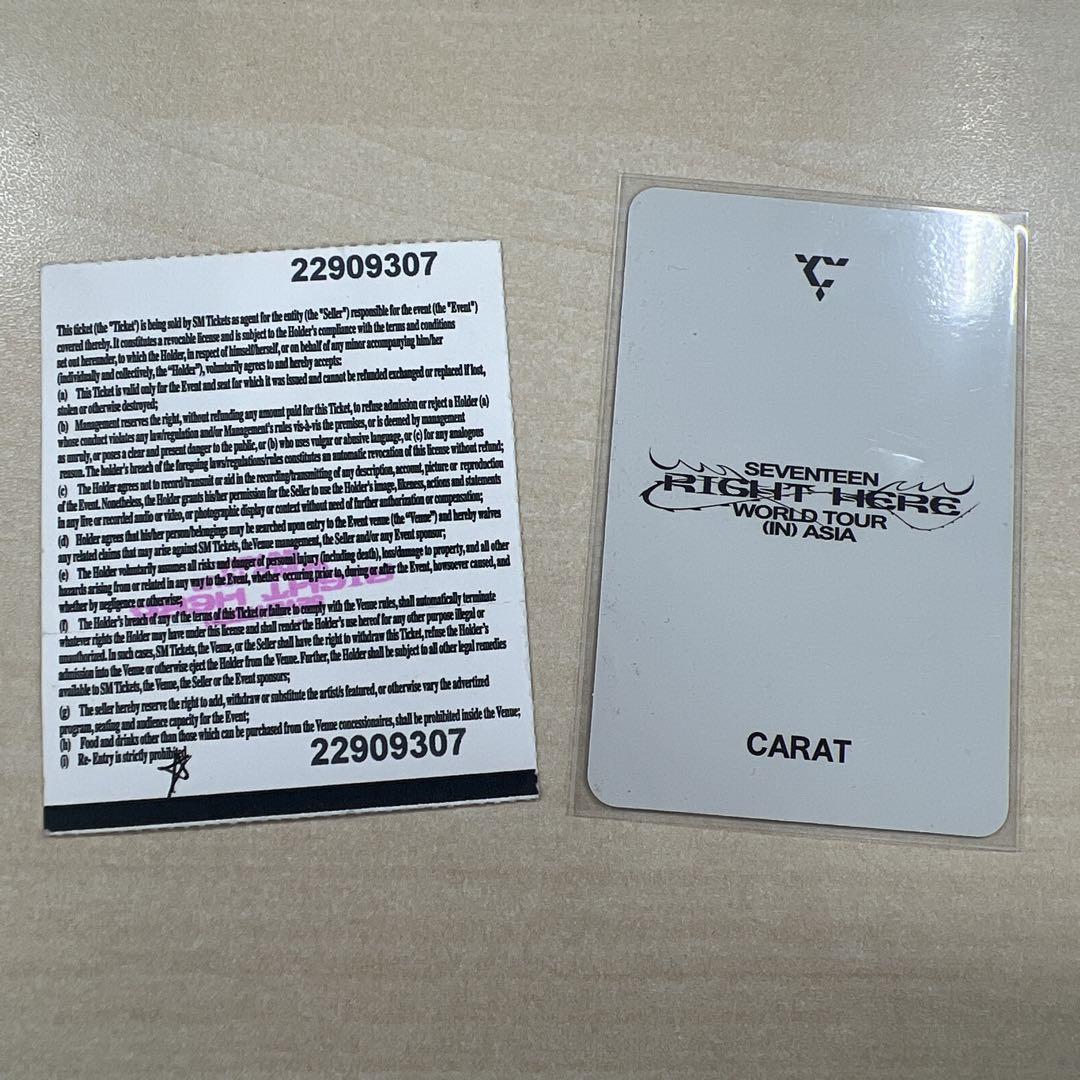 22909307
This ticket (the "Ticket') is being sold by SM Tickets as agent for the entity (the "Seller") responsible for the event (the "Event")
covered thereby. It constitutes a revocable license and is subject to the Holder's compliance with the terms and conditions
set out hereunder, to which the Holder, in respect of himself/herself, or on behalf of any minor accompanying him/her
(individually and collectively, the "Holder"), voluntarily agrees to and hereby accepts:
(a) This Ticket is valid only for the Event and seat for which it was issued and cannot be refunded exchanged or replaced if lost,
stolen or otherwise destroyed;
(b) Management reserves the right, without refunding any amount paid for this Ticket, to refuse admission or reject a Holder (a)
whose conduct violates any law/regulation and/or Management's rules vis-à-vis the premises, or is deemed by management
as unruly, or poses a clear and present danger to the public, or (b) who uses vulgar or abusive language, or (c) for any analogous
reason. The holder's breach of the foregoing laws/regulations/rules constitutes an automatic revocation of this license without refund;
(c) The Holder agrees not to record/transmit or aid in the recording/transmitting of any description, account, picture or reproduction
of the Event. Nonetheless, the Holder grants his/her permission for the Seller to use the Holder's image, likeness, actions and statements
in any live or recorded audio or video, or photographic display or context without need of further authorization or compensation;
(d) Holder agrees that his/her person/belongings may be searched upon entry to the Event venue (the "Venue") and hereby waives
any related claims that may arise against SM Tickets, the Venue management, the Seller and/or any Event sponsor;
(e) The Holder voluntarily assumes all risks and danger of personal injury (including death), loss/damage to property, and all other
hazards arising from or related in any way to the Event, whether occuring prior to, during or after the Event, howsoever caused, and
whether by negligence or otherwise;
RIGHT HERE
(f) The Holder's breach of any of the terms of this Ticket or failure to comply with the Venue rules, shall automatically terminate
whatever rights the Holder may have under this license and shall render the Holder's use hereof for any other purpose illegal or
unauthorized. In such cases, SM Tickets, the Venue, or the Seller shall have the right to withdraw this Ticket, refuse the Holder's
admission into the Venue or otherwise eject the Holder from the Venue. Further, the Holder shall be subject to all other legal remedies
available to SM Tickets, the Venue, the Seller or the Event sponsors;
(g) The seller hereby reserve the right to add, withdraw or substitute the artist/s featured, or otherwise vary the advertized
program, seating and audience capacity for the Event;
(h) Food and drinks other than those which can be purchased from the Venue concessionaires, shall be prohibited inside the Venue;
(i) Re- Entry is strictly prohibited.
22909307
SEVENTEEN
RIGHT HERE
WORLD TOUR
(IN) ASIA
CARAT